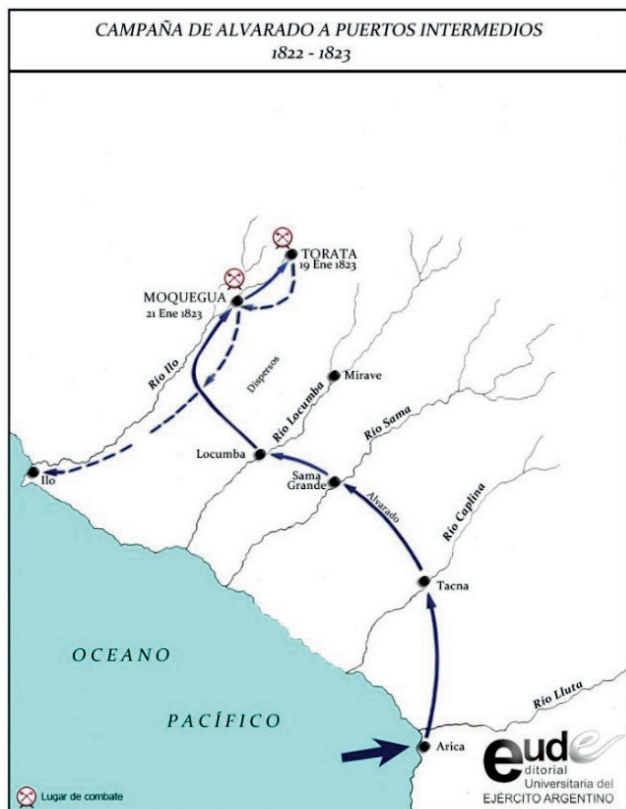 CAMPAÑA DE ALVARADO A PUERTOS INTERMEDIOS
1822 - 1823
TORATA
19 Ene 1823
MOQUEGUA
21 Ene 1823
Río Ilo
Dispersos
Mirave
Río Locumba
Río Sama
Locumba
Sama
Grande
Ilo
Alvarado
Río Caplina
Tacna
OCEANO
PACÍFICO
Río Lluta
Arica
eude
ditorial
Universitaria del
EJÉRCITO ARGENTINO
Lugar de combate